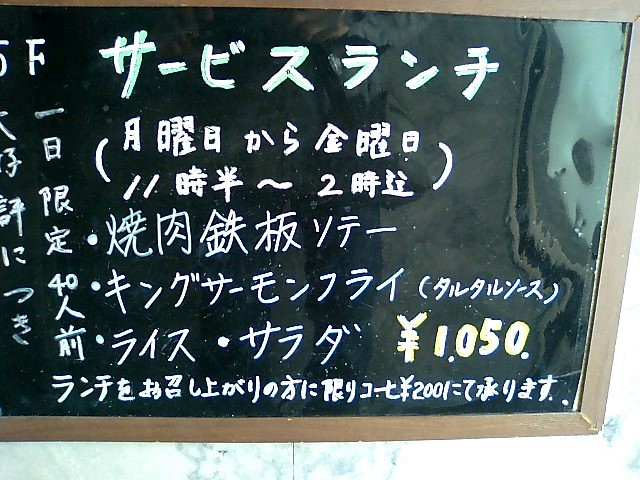 5F
サービスランチ
(月曜日から金曜日
11時半～2時迄)
・焼肉鉄板ソテー
・キングサーモンフライ(タルタルソース)
・ライス・サラダ ¥1,050.
ランチをお召し上がりの方に限りコーヒ¥200にて承ります.
一日限定40人前
大好評につき